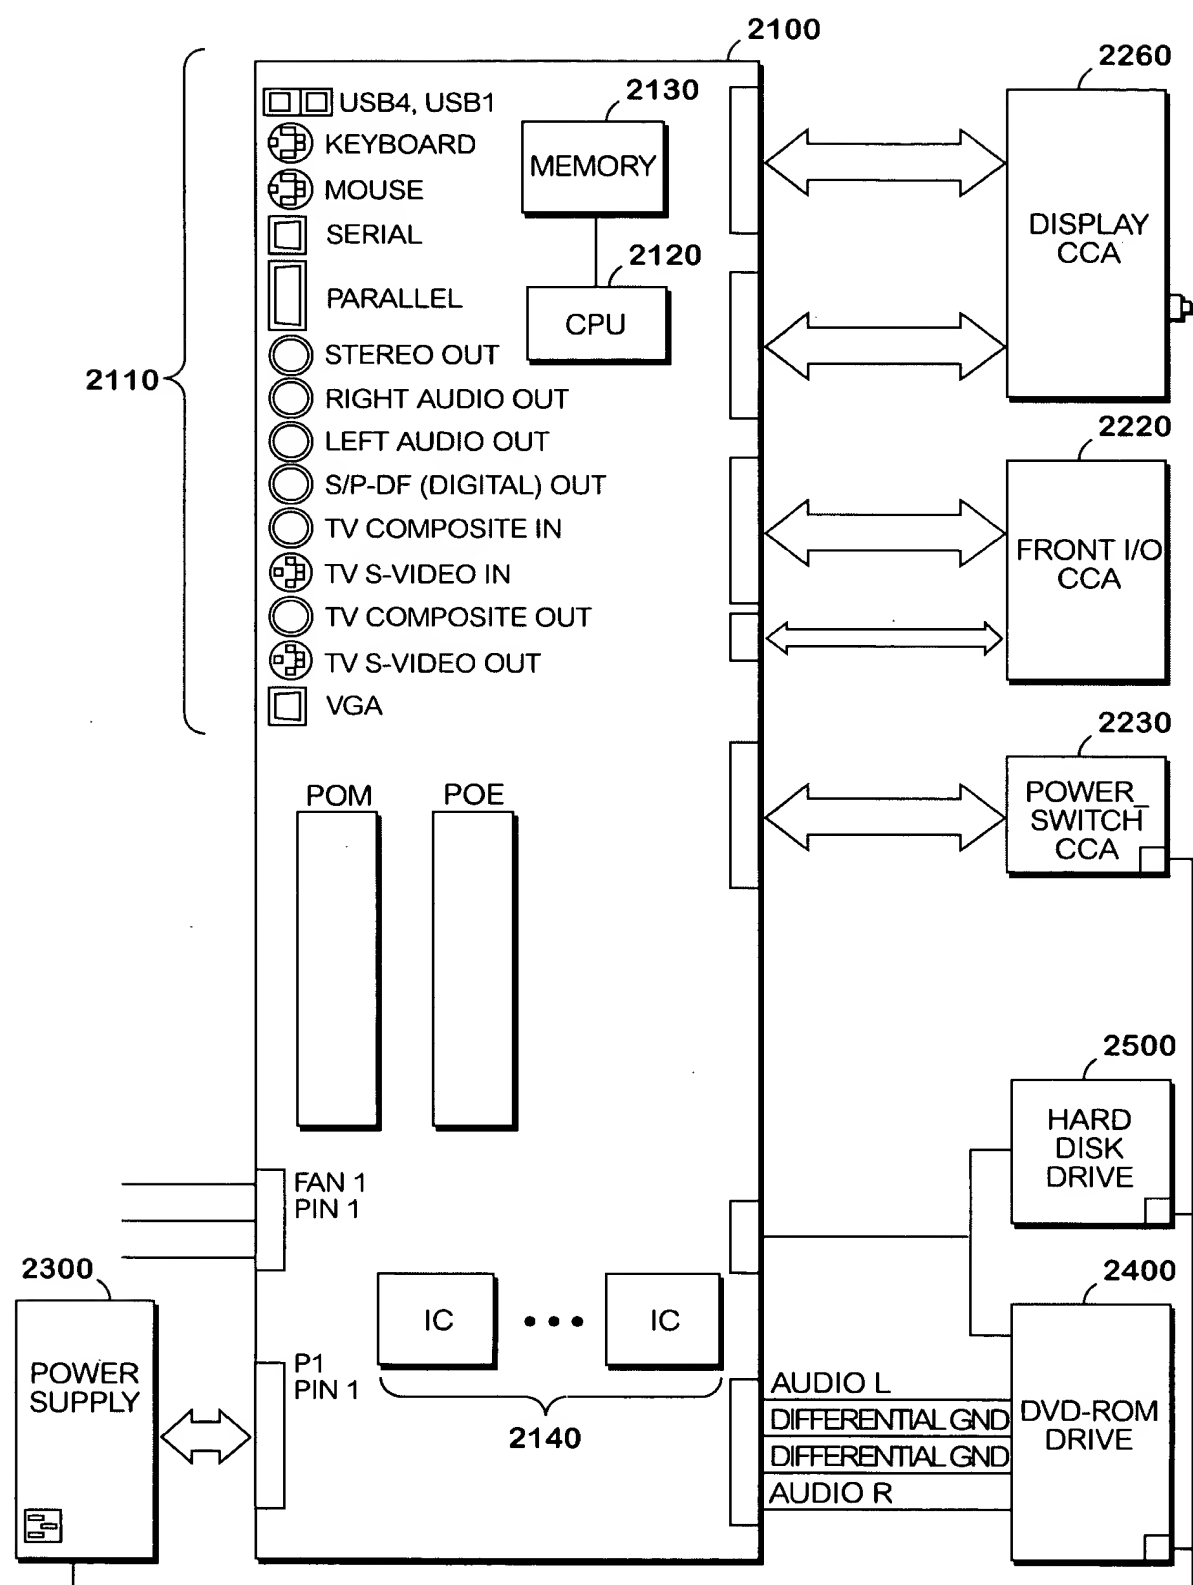 2100
2260
2130
USB4, USB1
KEYBOARD
MEMORY
MOUSE
SERIAL
DISPLAY
CCA
2120
PARALLEL
CPU
STEREO OUT
2110
RIGHT AUDIO OUT
LEFT AUDIO OUT
2220
S/P-DF (DIGITAL) OUT
TV COMPOSITE IN
FRONT I/O
CCA
TV S-VIDEO IN
TV COMPOSITE OUT
TV S-VIDEO OUT
VGA
2230
POM
POE
POWER_
SWITCH
CCA
2500
HARD
DISK
DRIVE
FAN 1
PIN 1
2300
2400
IC
IC
POWER
SUPPLY
P1
PIN 1
AUDIO L
DIFFERENTIAL GND
DVD-ROM
DRIVE
2140
DIFFERENTIAL GND
AUDIO R